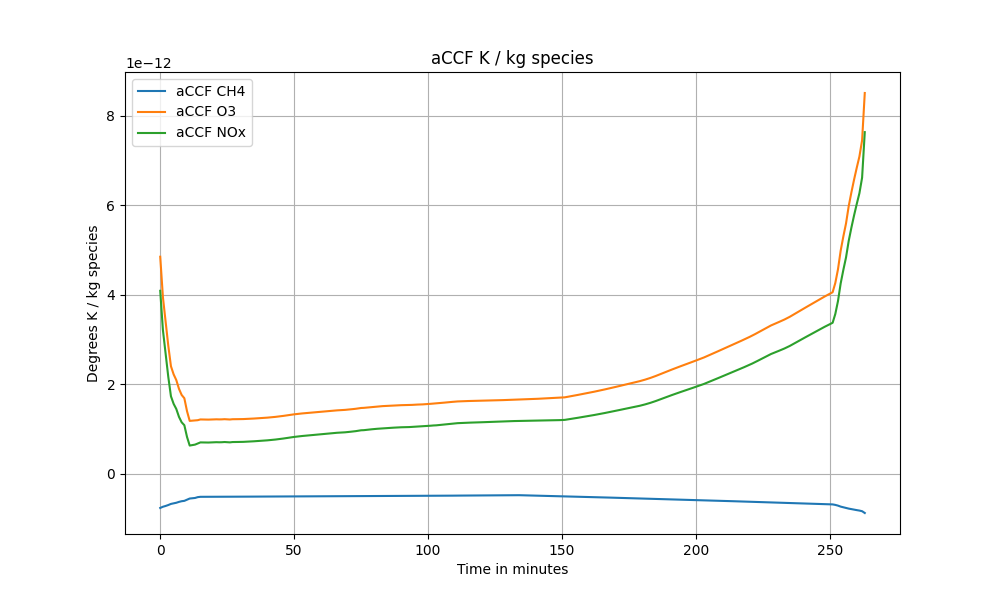 aCCF K / kg species
1e−12
aCCF CH4
aCCF O3
aCCF NOx
8
6
4
2
0
Degrees K / kg species
0 50 100 150 200 250
Time in minutes